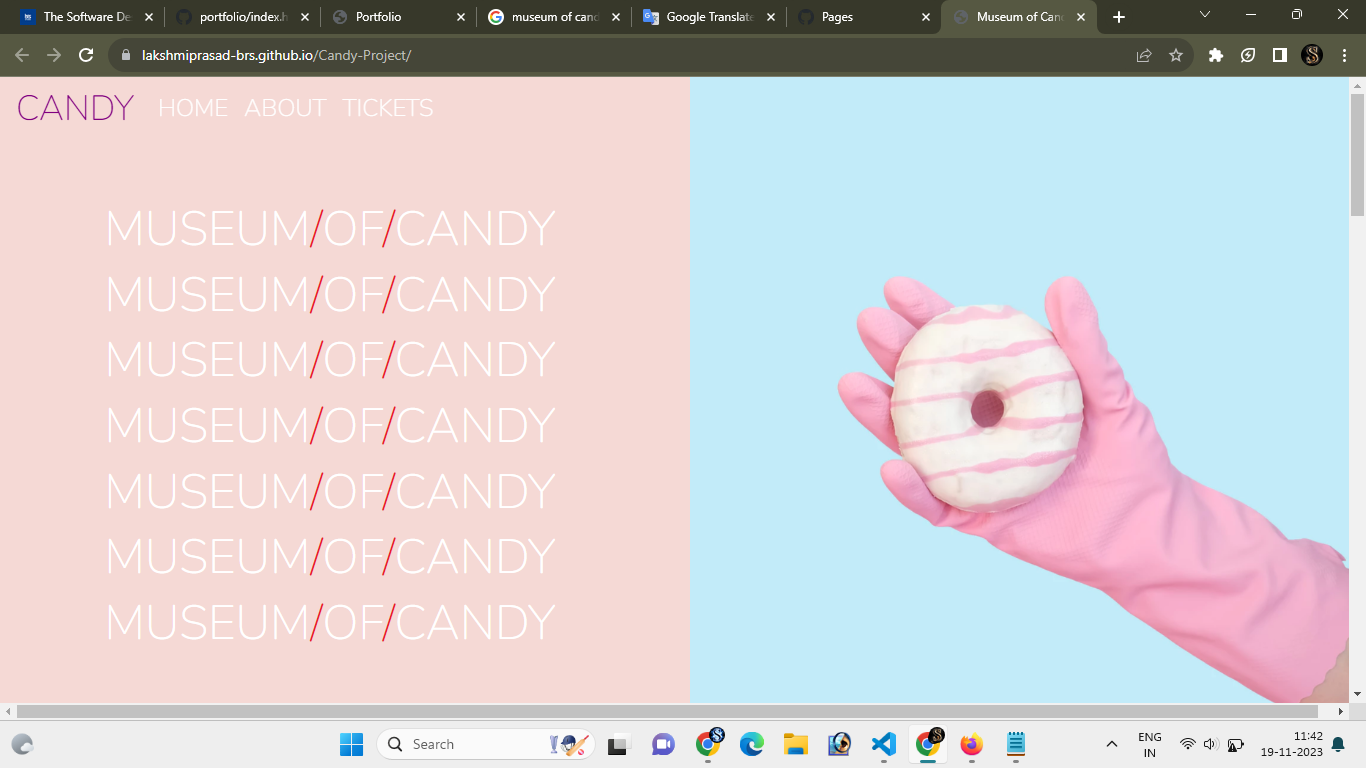 The Software De
portfolio/index.h
Portfolio
museum of cand
Google Translate
Pages
Museum of Can
lakshmiprasad-brs.github.io/Candy-Project/
CANDY HOME ABOUT TICKETS
MUSEUM/OF/CANDY
MUSEUM/OF/CANDY
MUSEUM/OF/CANDY
MUSEUM/OF/CANDY
MUSEUM/OF/CANDY
MUSEUM/OF/CANDY
MUSEUM/OF/CANDY
Search
ENG
IN
11:42
19-11-2023